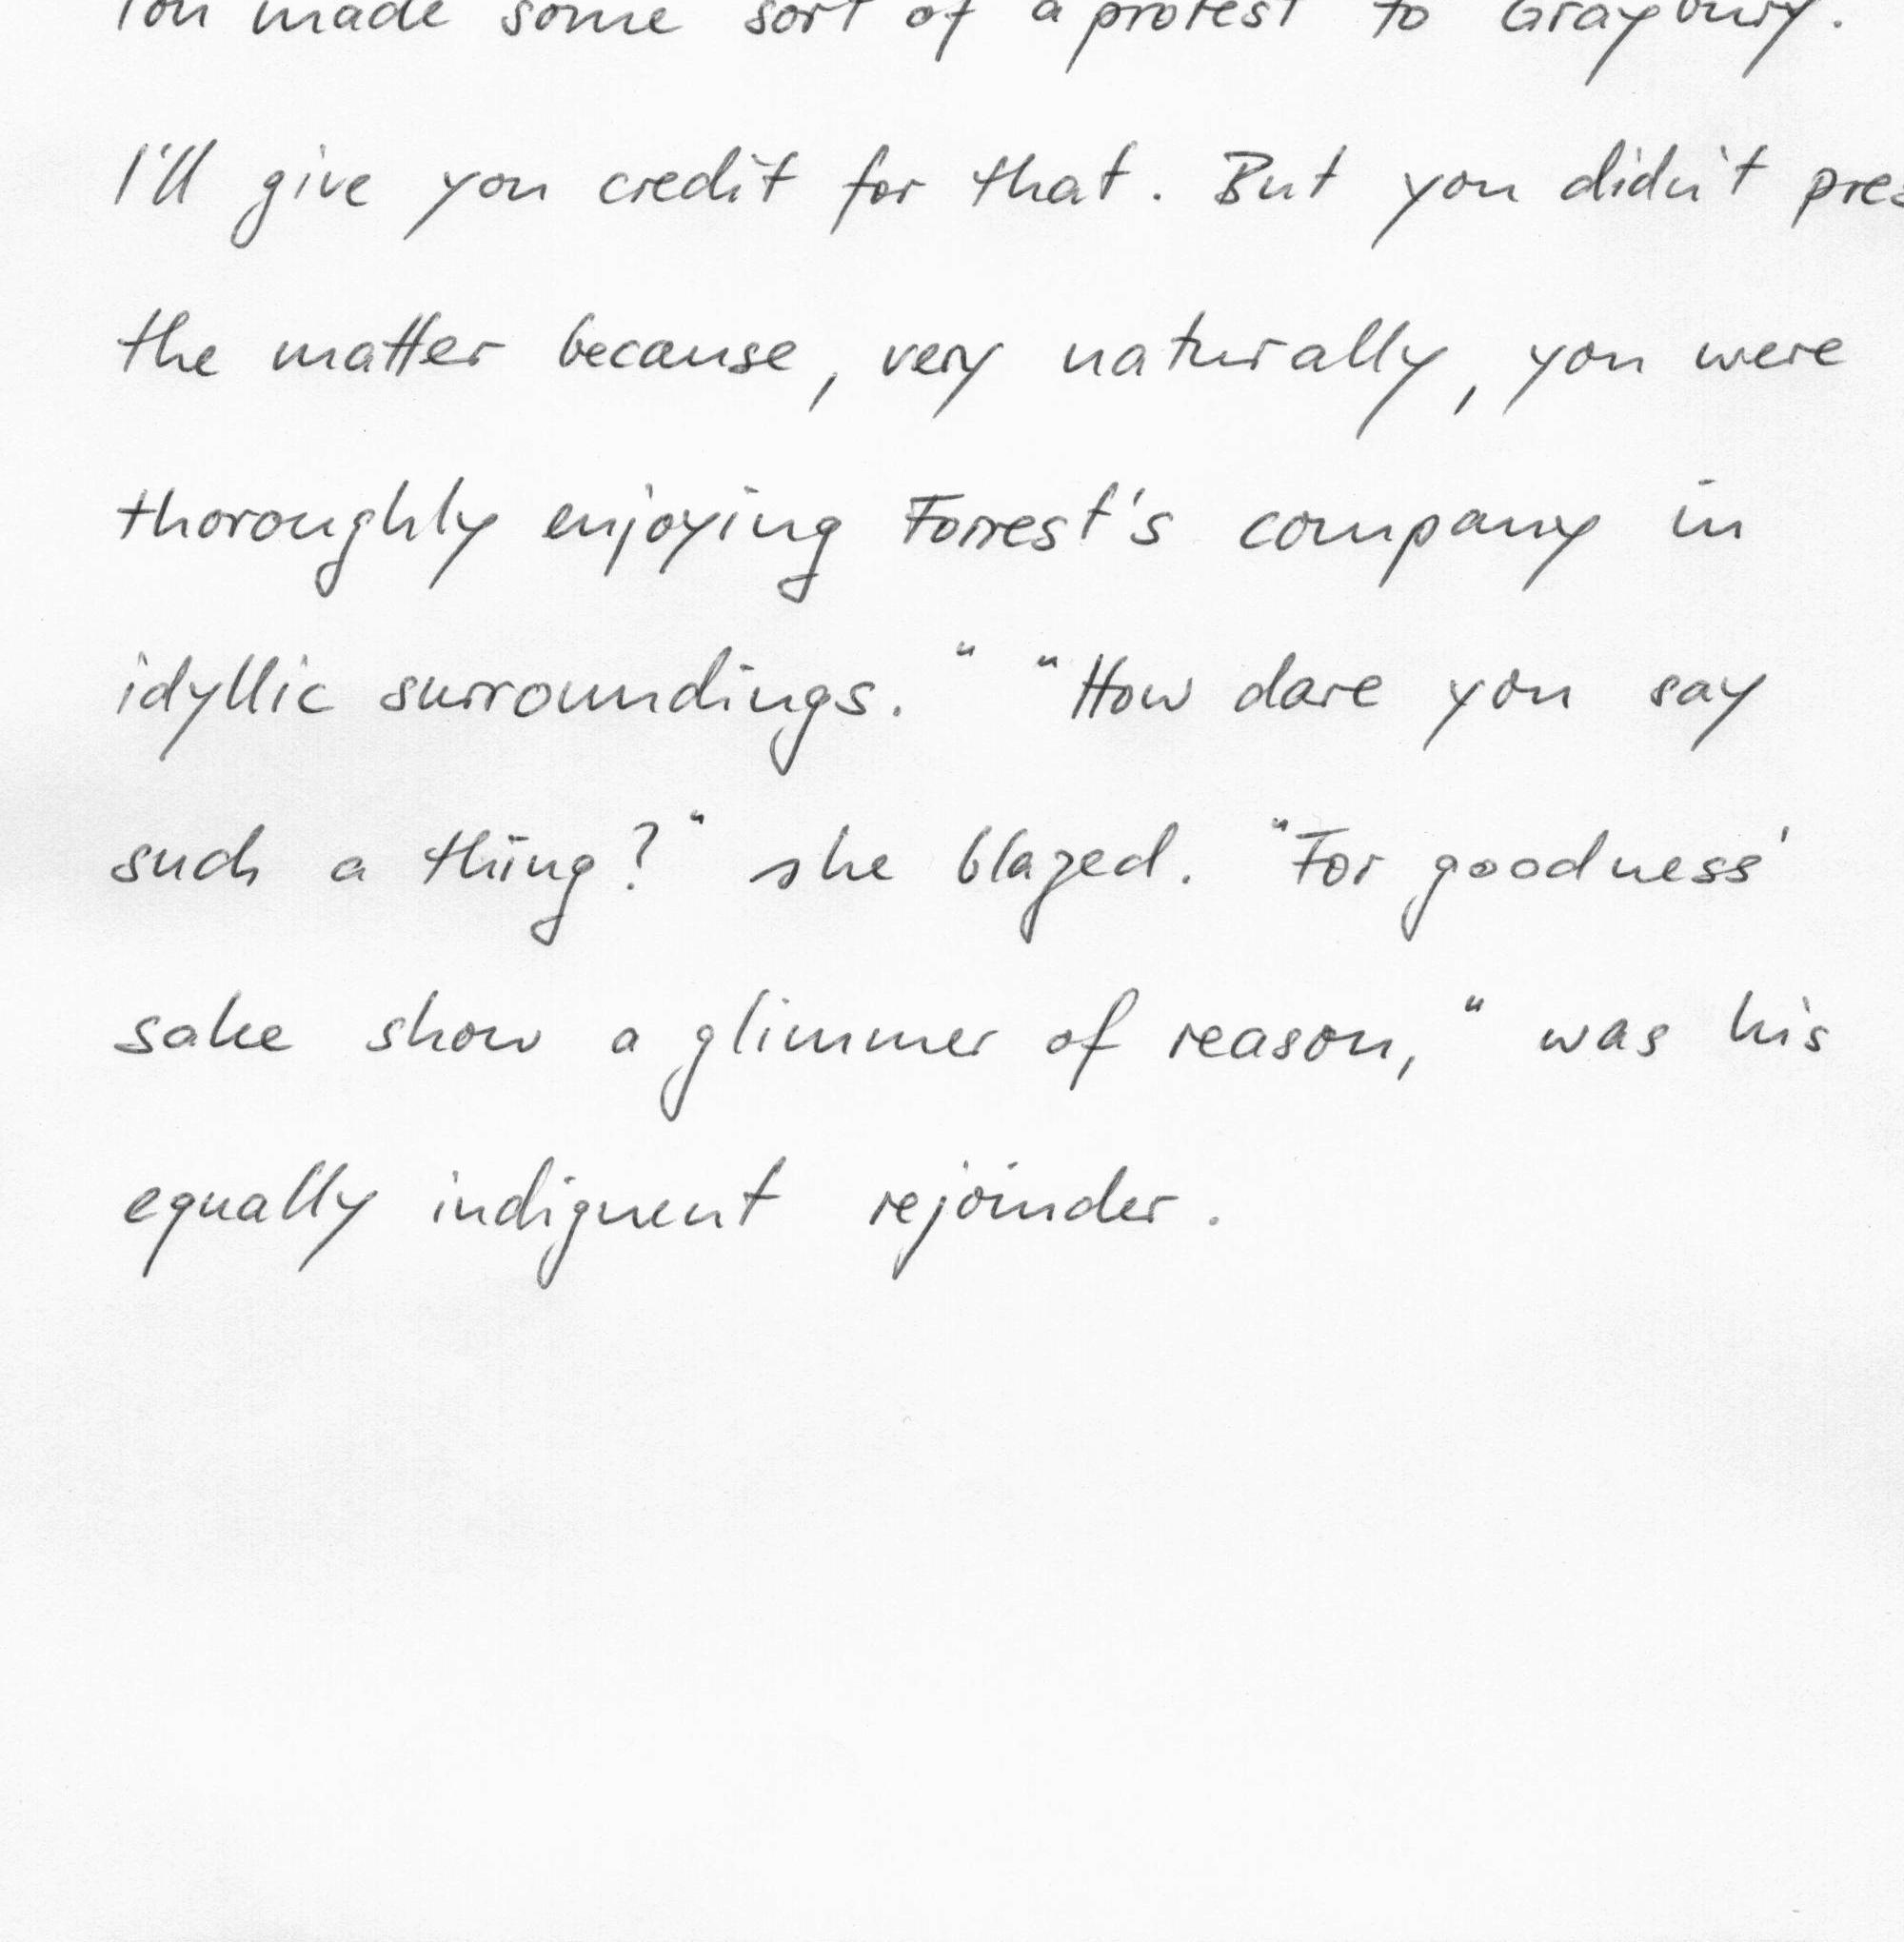 You made some sort of a protest to Graybury.
I'll give you credit for that. But you didn't pres
the matter because, very naturally, you were
thoroughly enjoying Forrest's company in
idyllic surroundings." "How dare you say
such a thing?" she blazed. "For goodness'
sake show a glimmer of reason," was his
equally indignent rejoinder.